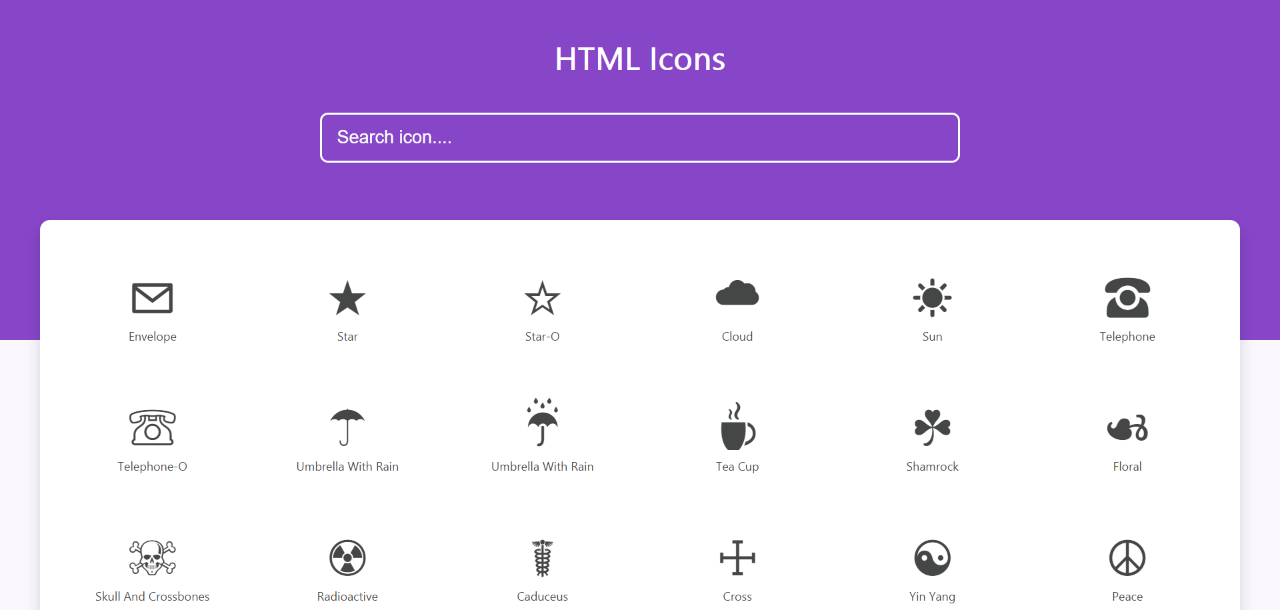 HTML Icons
Search icon....
Envelope
Star
Star-O
Cloud
Sun
Telephone
Telephone-O
Umbrella With Rain
Umbrella With Rain
Tea Cup
Shamrock
Floral
Skull And Crossbones
Radioactive
Caduceus
Cross
Yin Yang
Peace